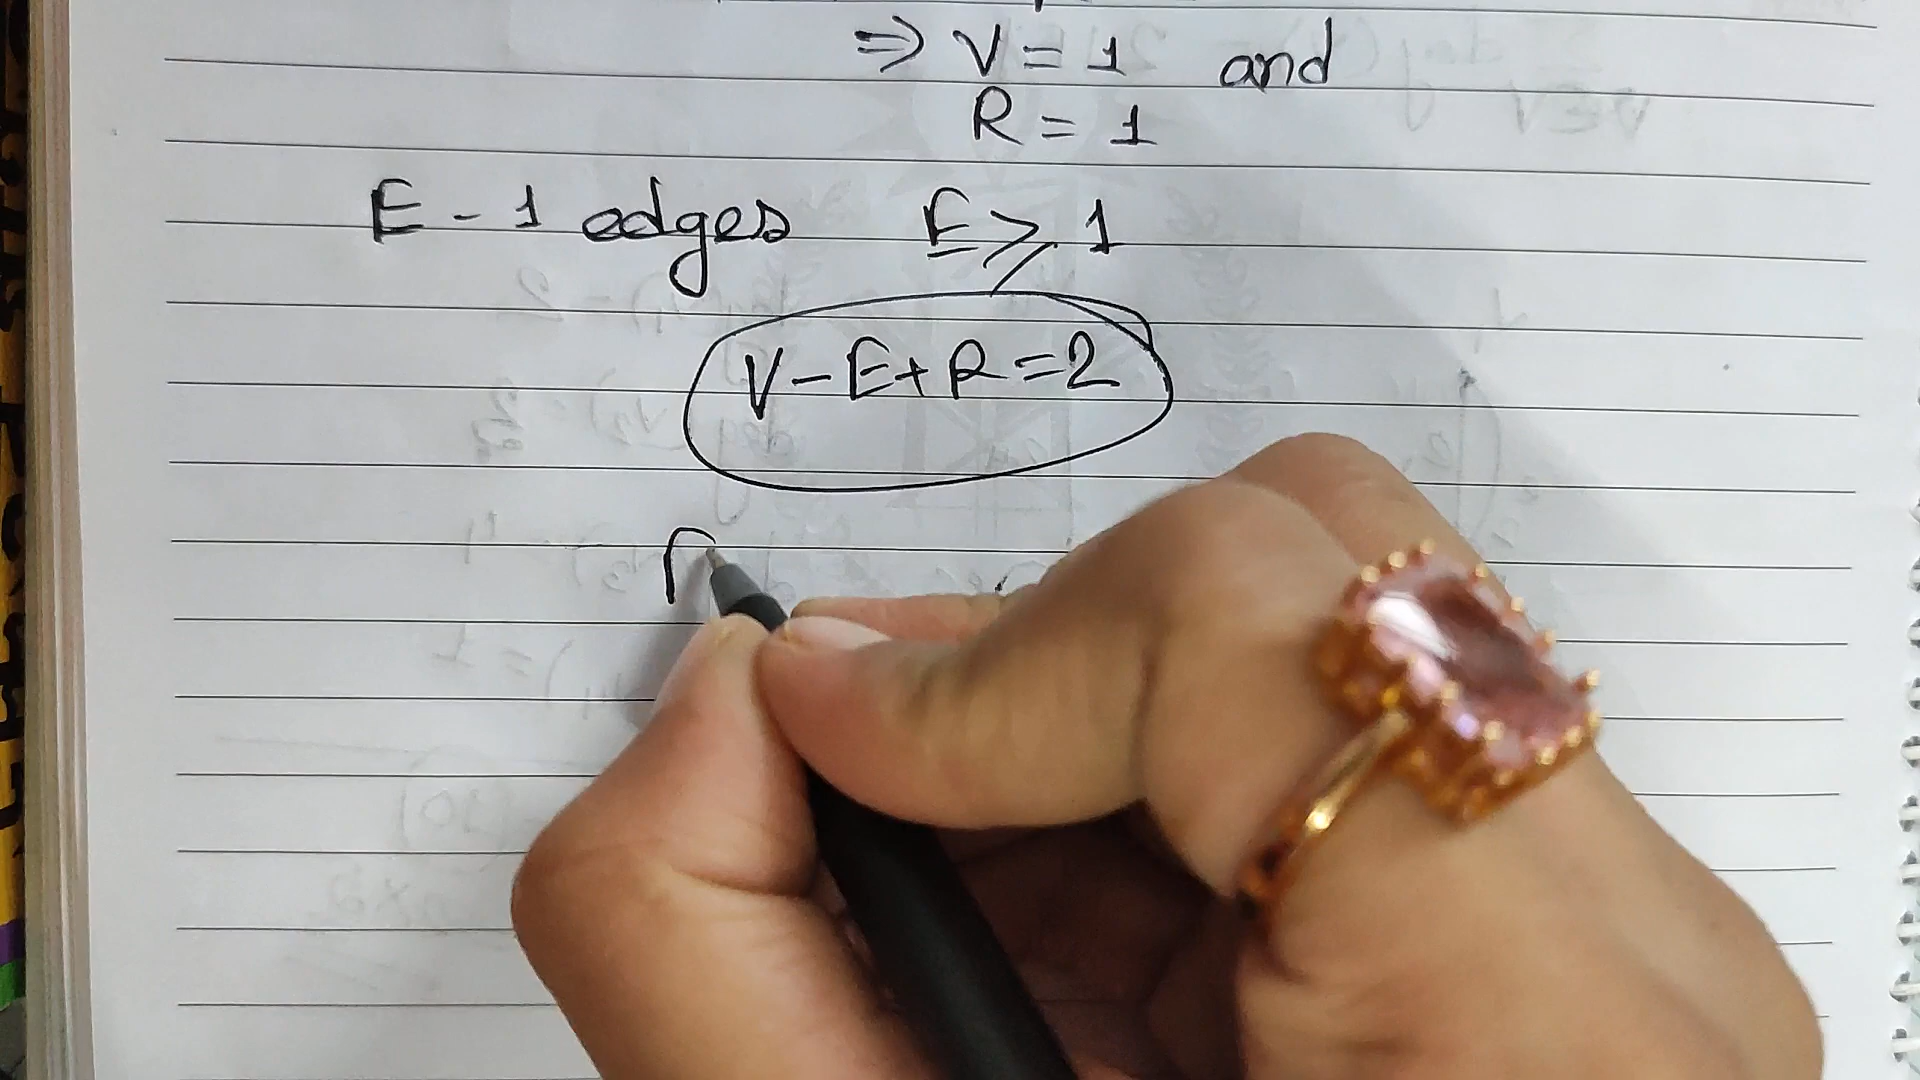 ⇒ V = 1 and
R = 1
E - 1 edges E ⩾ 1
V - E + R = 2